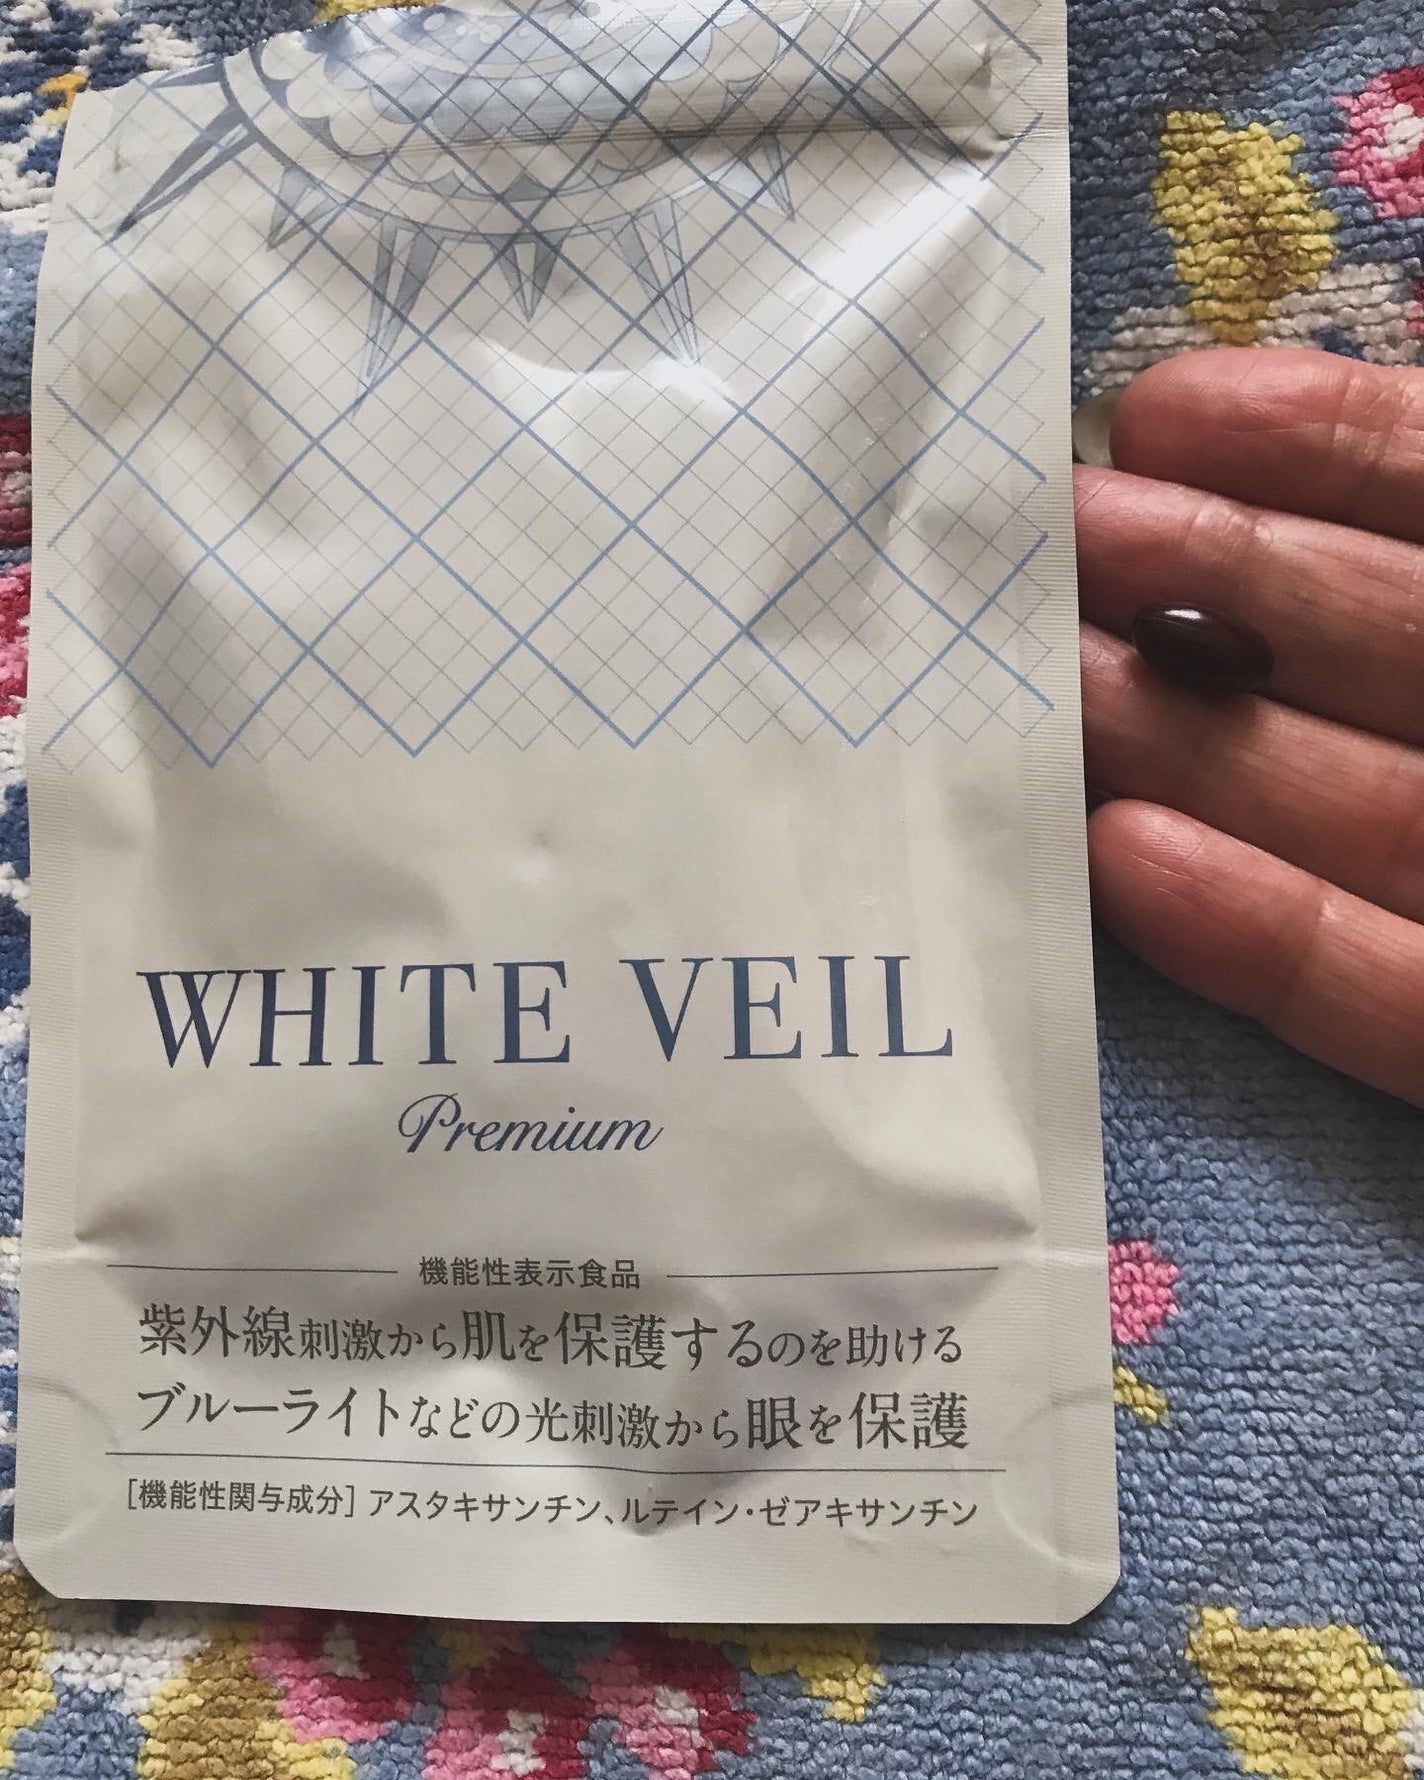 WHITE VEIL
Premium
機能性表示食品
紫外線刺激から肌を保護するのを助ける
ブルーライトなどの光刺激から眼を保護
[機能性関与成分] アスタキサンチン、ルテイン・ゼアキサンチン